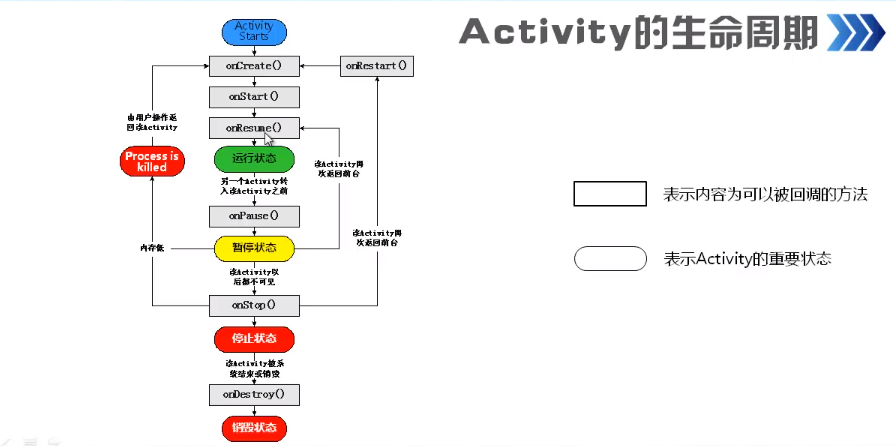 Activity的生命周期
Activity
Starts
onCreate()
onRestart()
onStart()
由用户操作返
回该Activity
onResume()
Process is
killed
运行状态
该Activity再
次返回前台
另一个Activity转
入该Activity之前
onPause()
表示内容为可以被回调的方法
该Activity再
次返回前台
内存低
暂停状态
表示Activity的重要状态
该Activity以
后都不可见
onStop()
停止状态
该Activity被系
统结束或销毁
onDestroy()
销毁状态